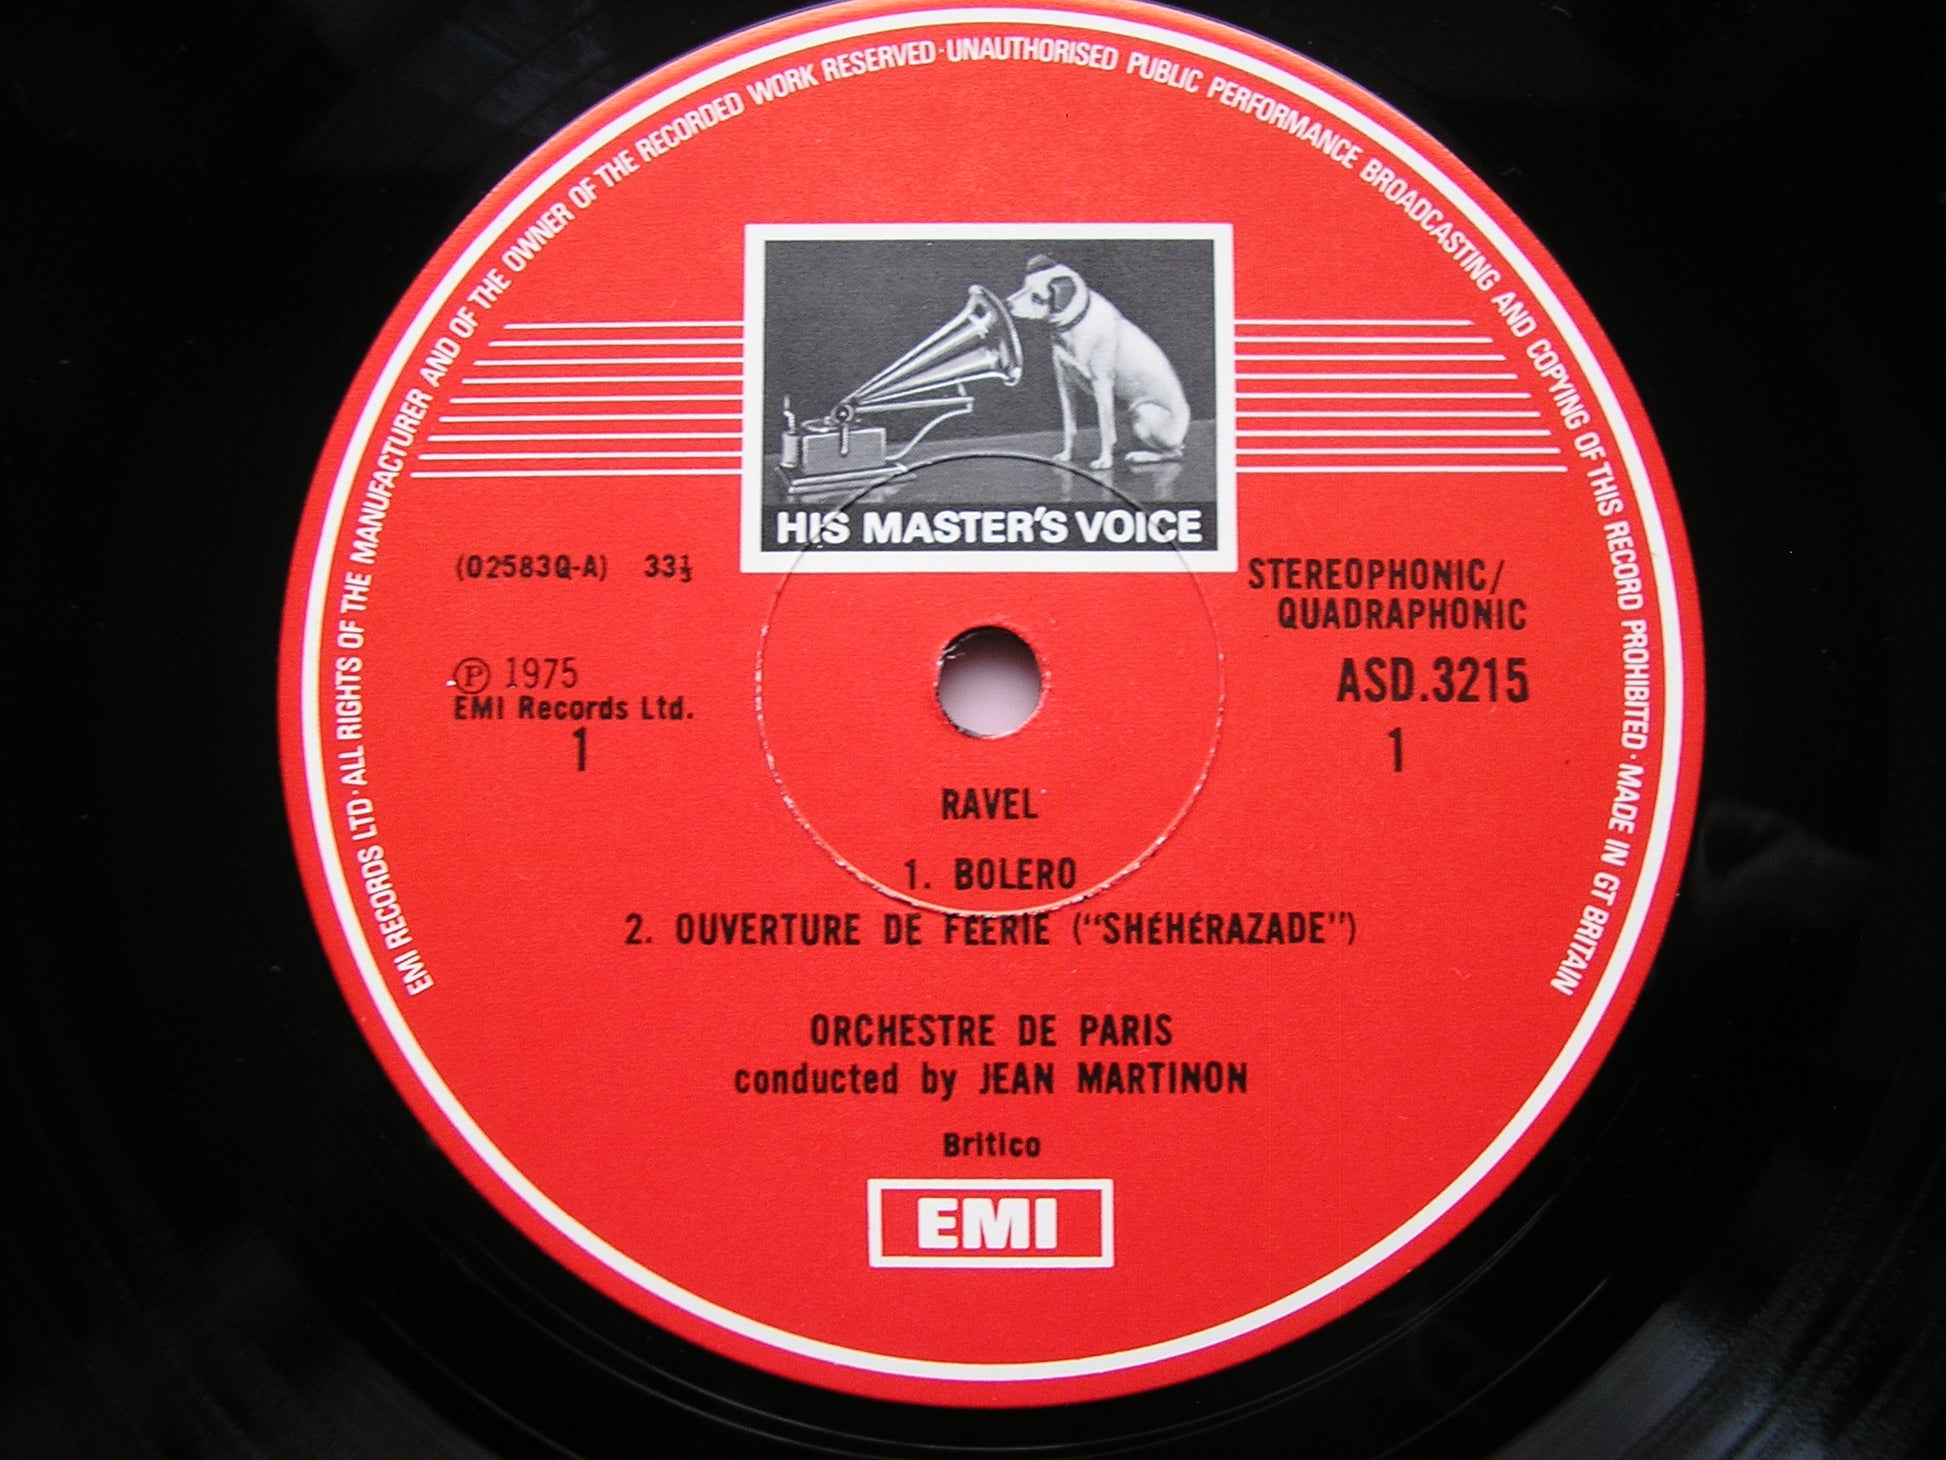 EMI RECORDS LTD · ALL RIGHTS OF THE MANUFACTURER AND OF THE OWNER OF THE RECORDED WORK RESERVED · UNAUTHORISED PUBLIC PERFORMANCE BROADCASTING AND COPYING OF THIS RECORD PROHIBITED · MADE IN GT BRITAIN
HIS MASTER'S VOICE
(02583Q-A) 33⅓
STEREOPHONIC/
QUADRAPHONIC
Ⓟ 1975
EMI Records Ltd.
1
ASD.3215
1
RAVEL
1. BOLERO
2. OUVERTURE DE FÉERIE ("SHÉHÉRAZADE")
ORCHESTRE DE PARIS
conducted by JEAN MARTINON
Britico
EMI